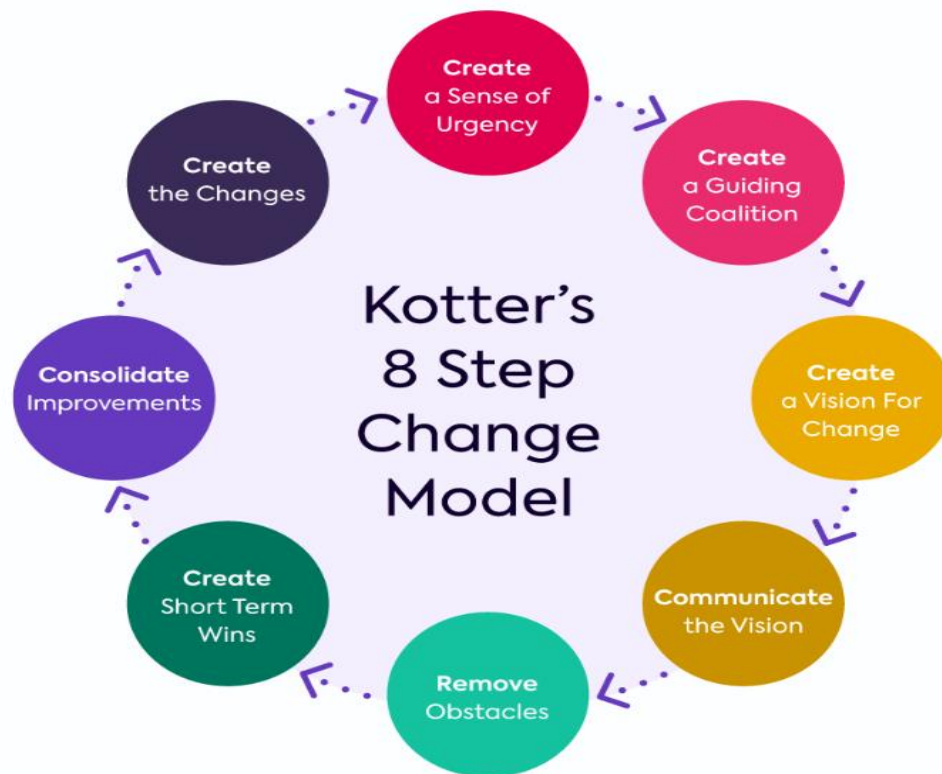 Create
a Sense of
Urgency
Create
a Guiding
Coalition
Create
a Vision For
Change
Communicate
the Vision
Remove
Obstacles
Create
Short Term
Wins
Consolidate
Improvements
Create
the Changes
Kotter’s
8 Step
Change
Model